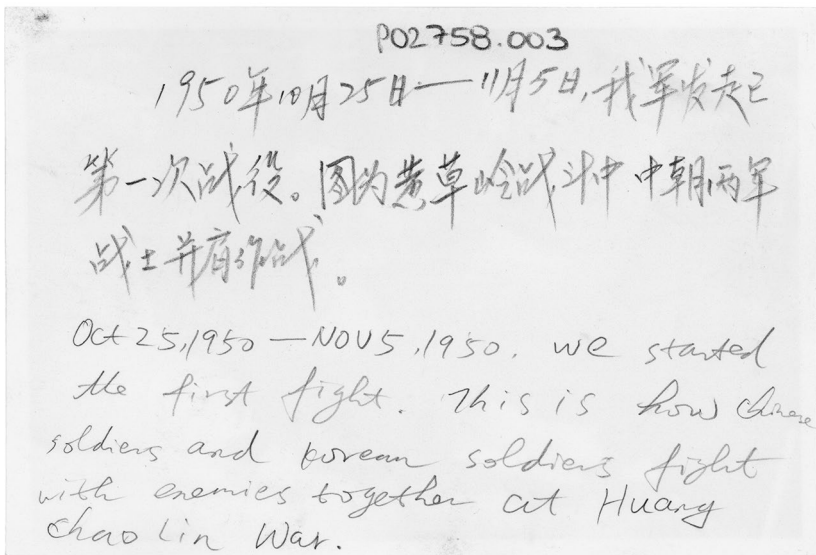 P02758.003
1950年10月25日——11月5日,我军发起
第一次战役。图为黄草岭战斗中 中朝两军
战士并肩作战。
Oct 25,1950 — NOV 5,1950. we started
the first fight. This is how chinese
soldiers and korean soldiers fight
with enemies together at Huang
chao lin War.